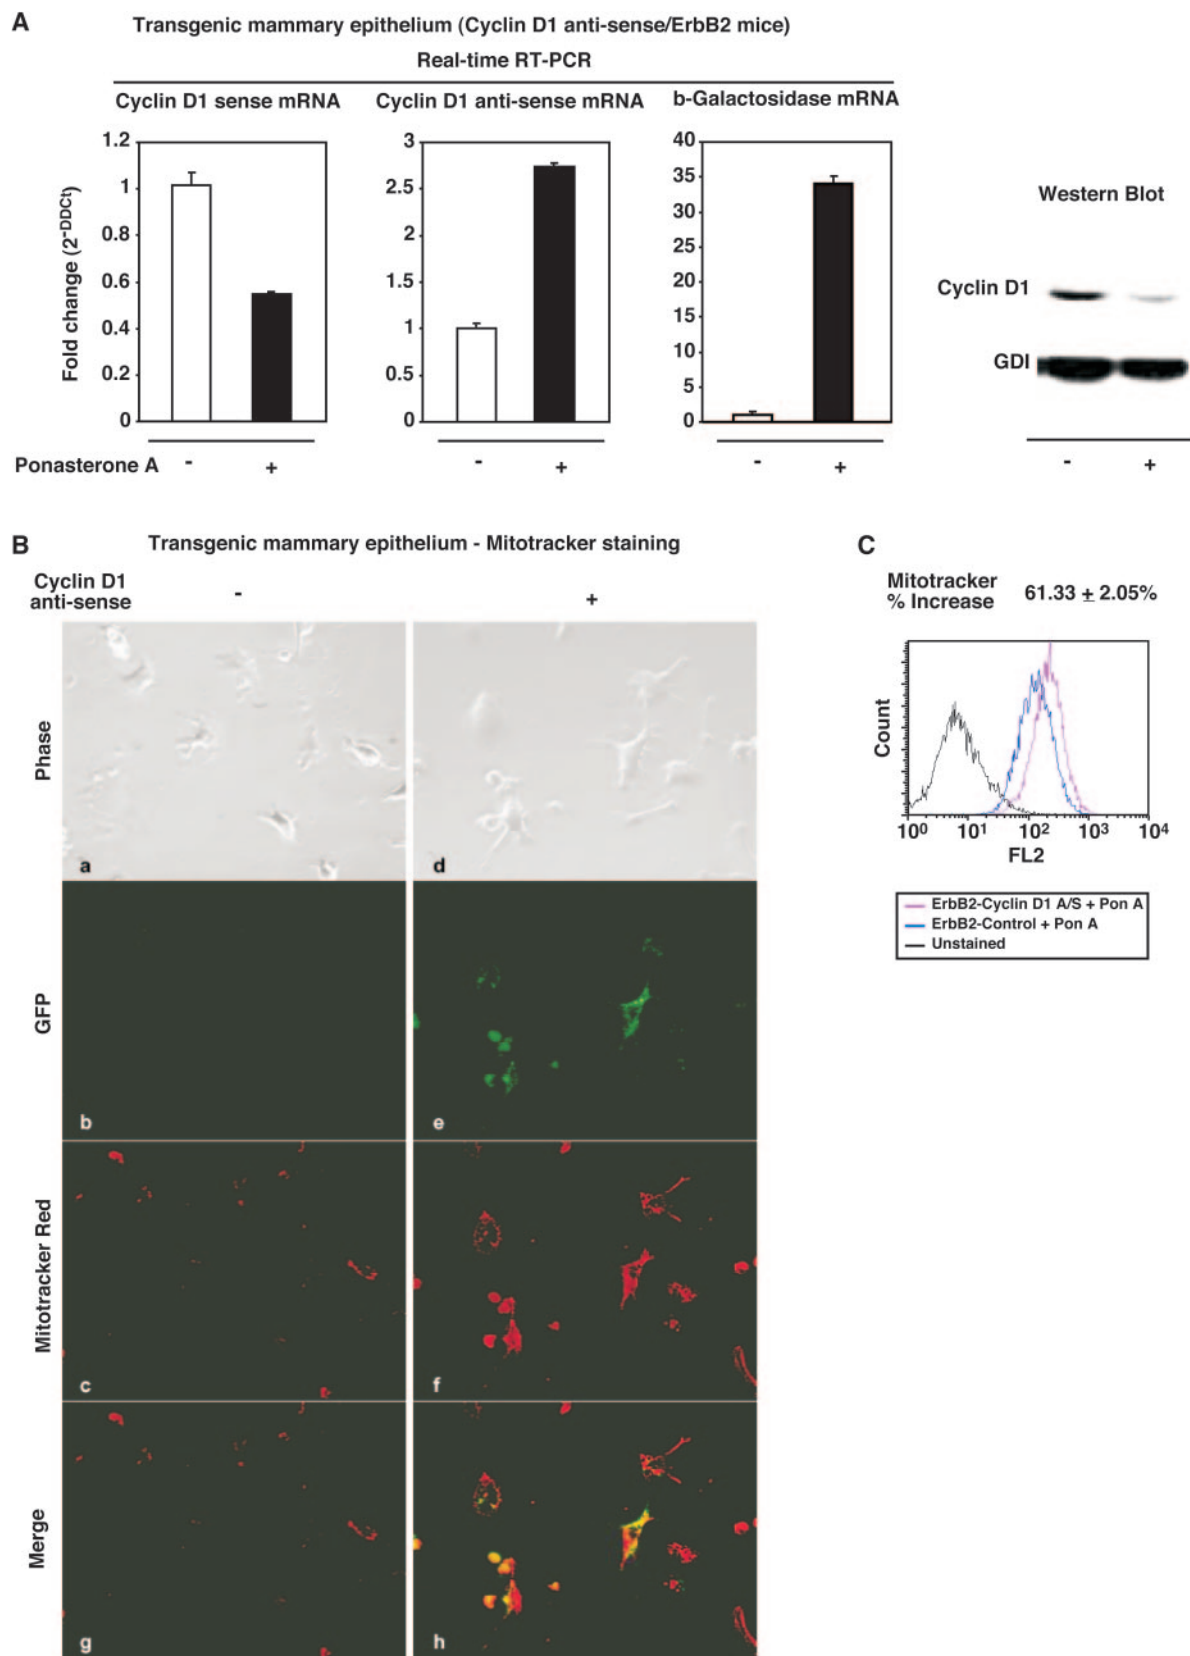 A
Transgenic mammary epithelium (Cyclin D1 anti-sense/ErbB2 mice)
Real-time RT-PCR
Cyclin D1 sense mRNA
Cyclin D1 anti-sense mRNA
b-Galactosidase mRNA
Fold change (2-DDCt)
1.2
1
0.8
0.6
0.4
0.2
0
3
2.5
2
1.5
1
0.5
0
40
35
30
25
20
15
10
5
0
Western Blot
Cyclin D1
GDI
Ponasterone A
- +
- +
- +
- +
B
Transgenic mammary epithelium - Mitotracker staining
Cyclin D1
anti-sense
- +
Phase
a
d
GFP
b
e
Mitotracker Red
c
f
Merge
g
h
C
Mitotracker
% Increase
61.33 ± 2.05%
Count
10⁰ 10¹ 10² 10³ 10⁴
FL2
ErbB2-Cyclin D1 A/S + Pon A
ErbB2-Control + Pon A
Unstained